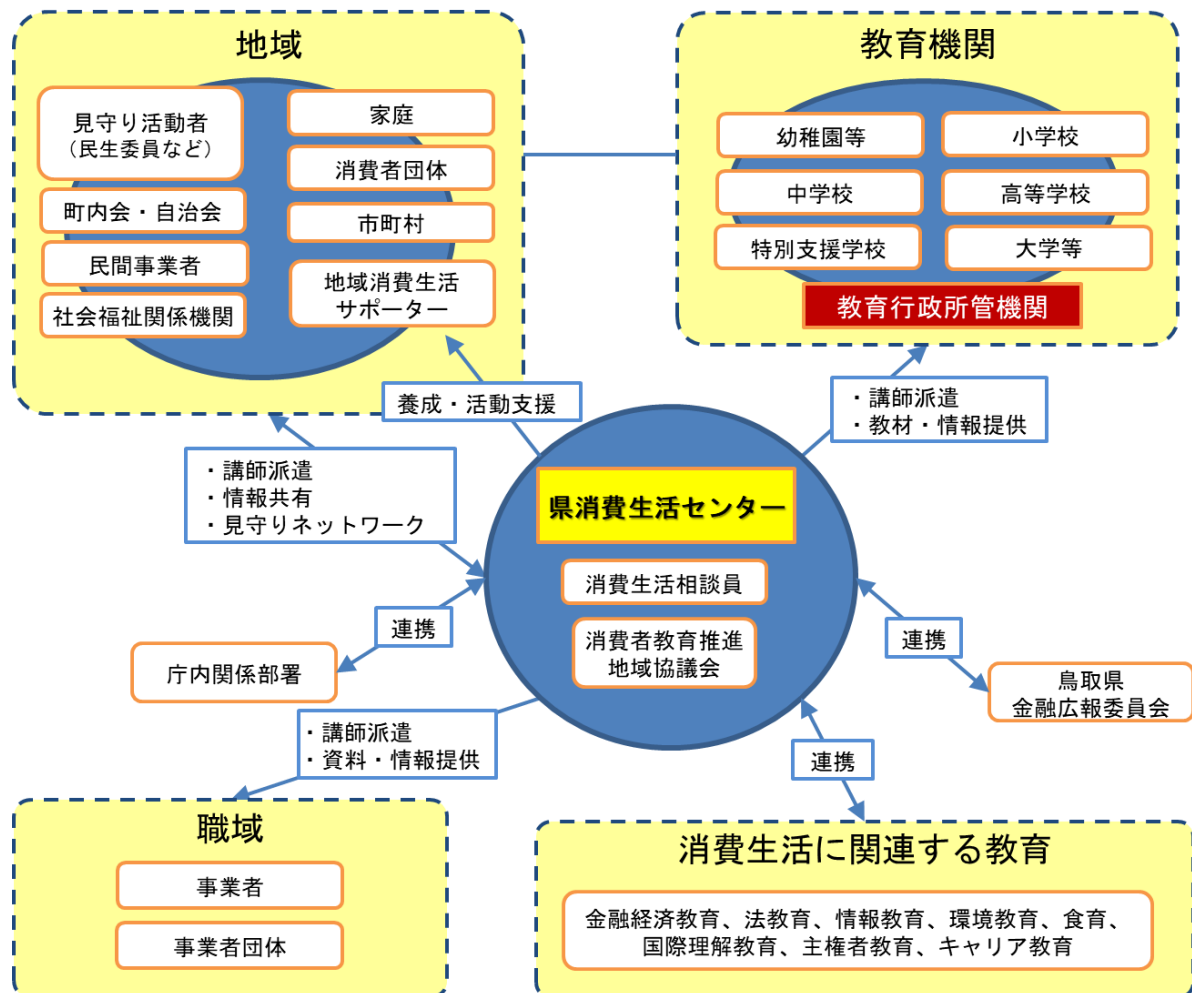 地域
見守り活動者
（民生委員など）
町内会・自治会
民間事業者
社会福祉関係機関
家庭
消費者団体
市町村
地域消費生活
サポーター
教育機関
幼稚園等
小学校
中学校
高等学校
特別支援学校
大学等
教育行政所管機関
養成・活動支援
・講師派遣
・教材・情報提供
・講師派遣
・情報共有
・見守りネットワーク
県消費生活センター
消費生活相談員
消費者教育推進
地域協議会
連携
庁内関係部署
連携
鳥取県
金融広報委員会
・講師派遣
・資料・情報提供
連携
職域
事業者
事業者団体
消費生活に関連する教育
金融経済教育、法教育、情報教育、環境教育、食育、
国際理解教育、主権者教育、キャリア教育